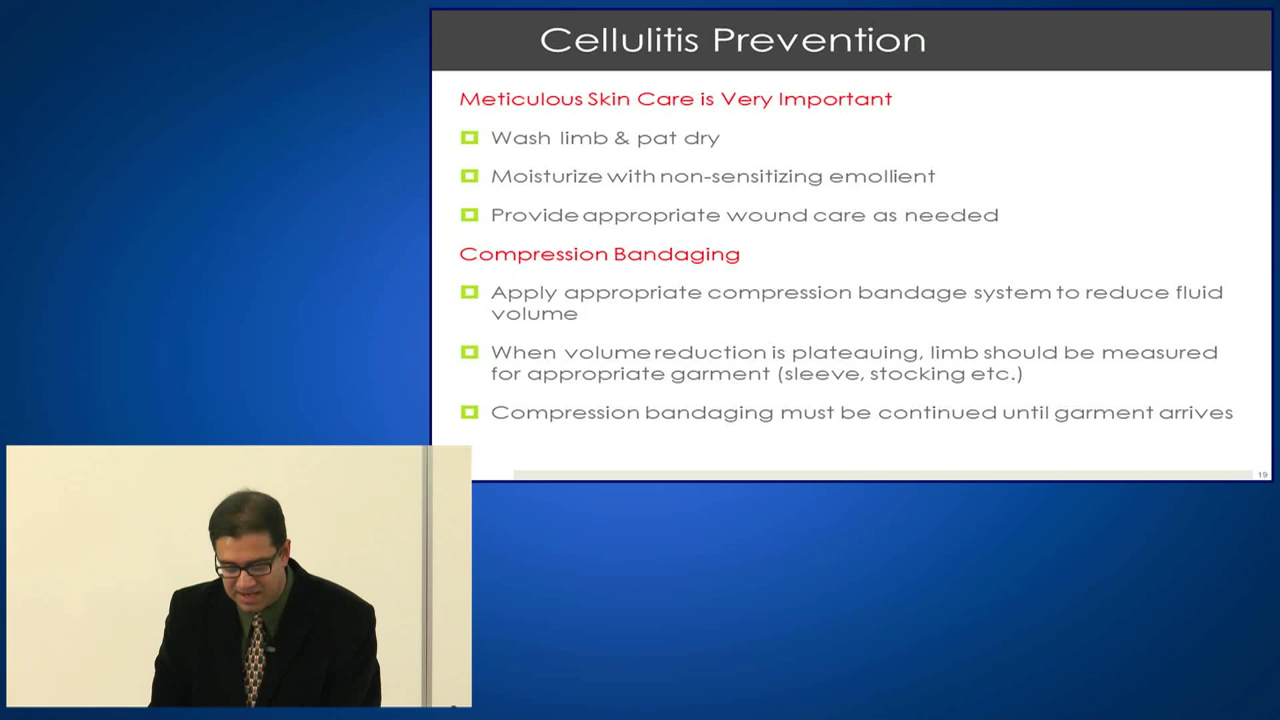 Cellulitis Prevention
Meticulous Skin Care is Very Important
Wash limb & pat dry
Moisturize with non-sensitizing emollient
Provide appropriate wound care as needed
Compression Bandaging
Apply appropriate compression bandage system to reduce fluid
volume
When volume reduction is plateauing, limb should be measured
for appropriate garment (sleeve, stocking etc.)
Compression bandaging must be continued until garment arrives
19